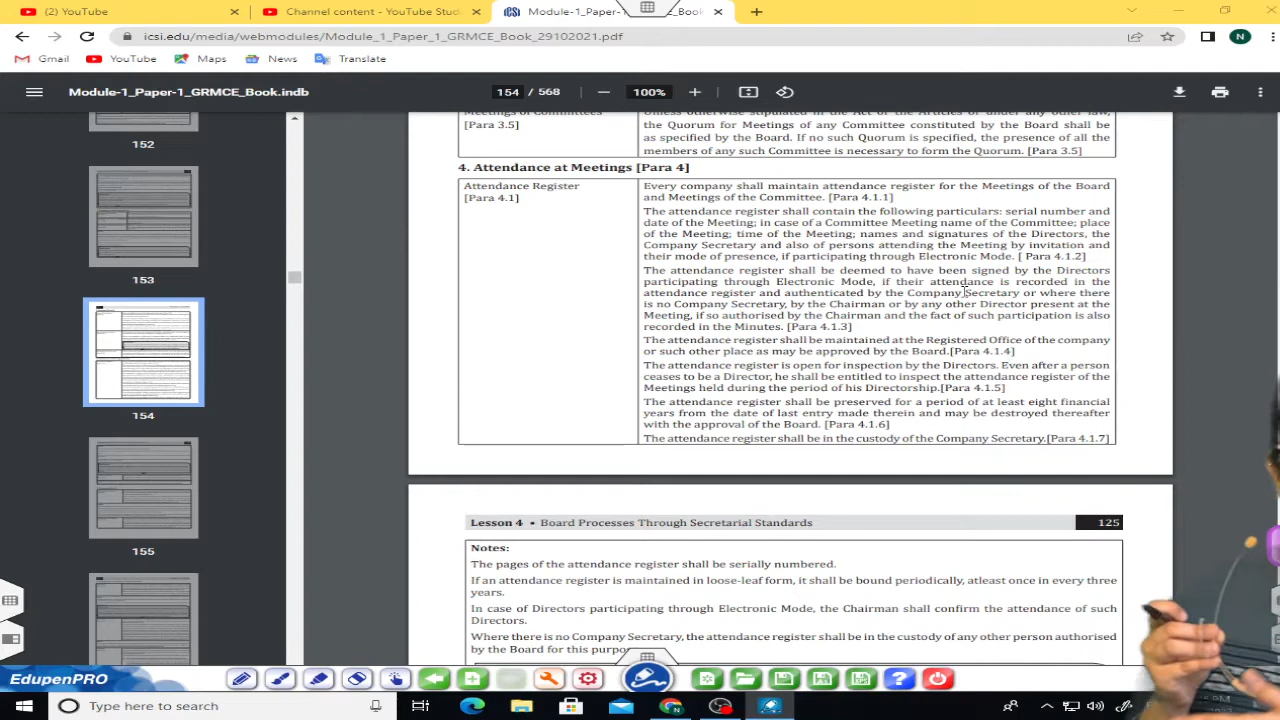 (2) YouTube
Channel content - YouTube Stud
Module-1_Paper-1_GRMCE_Book_
icsi.edu/media/webmodules/Module_1_Paper_1_GRMCE_Book_29102021.pdf
N
Gmail
YouTube
Maps
News
Translate
Module-1_Paper-1_GRMCE_Book.indb
154 / 568
100%
152
153
154
155
Meetings of Committees
[Para 3.5]
Unless otherwise stipulated in the Act or the Articles or under any other law,
the Quorum for Meetings of any Committee constituted by the Board shall be
as specified by the Board. If no such Quorum is specified, the presence of all the
members of any such Committee is necessary to form the Quorum. [Para 3.5]
4. Attendance at Meetings [Para 4]
Attendance Register
[Para 4.1]
Every company shall maintain attendance register for the Meetings of the Board
and Meetings of the Committee. [Para 4.1.1]
The attendance register shall contain the following particulars: serial number and
date of the Meeting; in case of a Committee Meeting name of the Committee; place
of the Meeting; time of the Meeting; names and signatures of the Directors, the
Company Secretary and also of persons attending the Meeting by invitation and
their mode of presence, if participating through Electronic Mode. [ Para 4.1.2]
The attendance register shall be deemed to have been signed by the Directors
participating through Electronic Mode, if their attendance is recorded in the
attendance register and authenticated by the Company Secretary or where there
is no Company Secretary, by the Chairman or by any other Director present at the
Meeting, if so authorised by the Chairman and the fact of such participation is also
recorded in the Minutes. [Para 4.1.3]
The attendance register shall be maintained at the Registered Office of the company
or such other place as may be approved by the Board.[Para 4.1.4]
The attendance register is open for inspection by the Directors. Even after a person
ceases to be a Director, he shall be entitled to inspect the attendance register of the
Meetings held during the period of his Directorship.[Para 4.1.5]
The attendance register shall be preserved for a period of at least eight financial
years from the date of last entry made therein and may be destroyed thereafter
with the approval of the Board. [Para 4.1.6]
The attendance register shall be in the custody of the Company Secretary.[Para 4.1.7]
Lesson 4 • Board Processes Through Secretarial Standards
125
Notes:
The pages of the attendance register shall be serially numbered.
If an attendance register is maintained in loose-leaf form, it shall be bound periodically, atleast once in every three
years.
In case of Directors participating through Electronic Mode, the Chairman shall confirm the attendance of such
Directors.
Where there is no Company Secretary, the attendance register shall be in the custody of any other person authorised
by the Board for this purpo
EdupenPRO
Type here to search